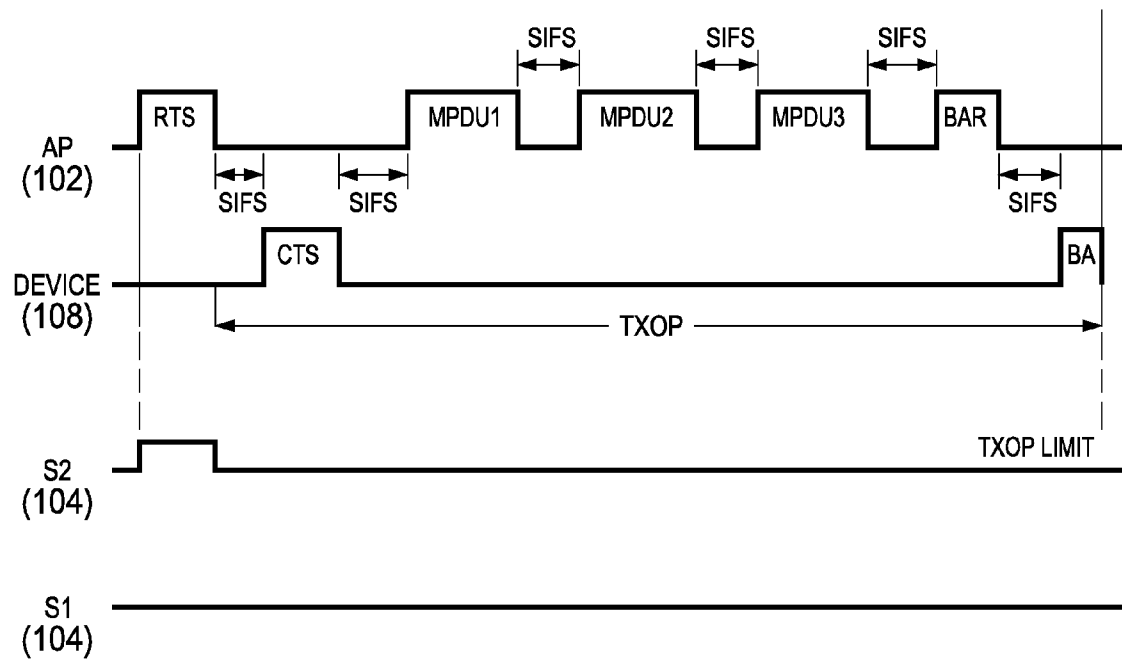 SIFS SIFS SIFS
RTS MPDU1 MPDU2 MPDU3 BAR
AP
(102)
SIFS SIFS SIFS
CTS BA
DEVICE
(108)
TXOP
TXOP LIMIT
S2
(104)
S1
(104)